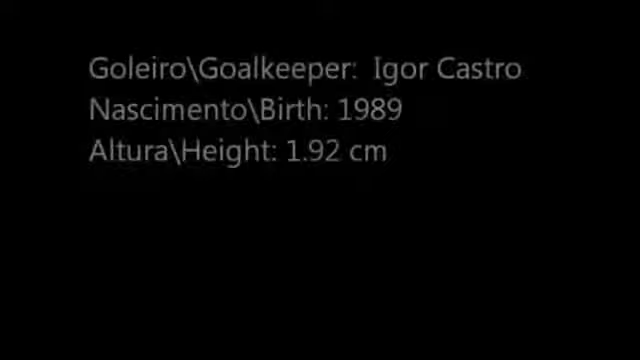 Goleiro\Goalkeeper: Igor Castro
Nascimento\Birth: 1989
Altura\Height: 1.92 cm